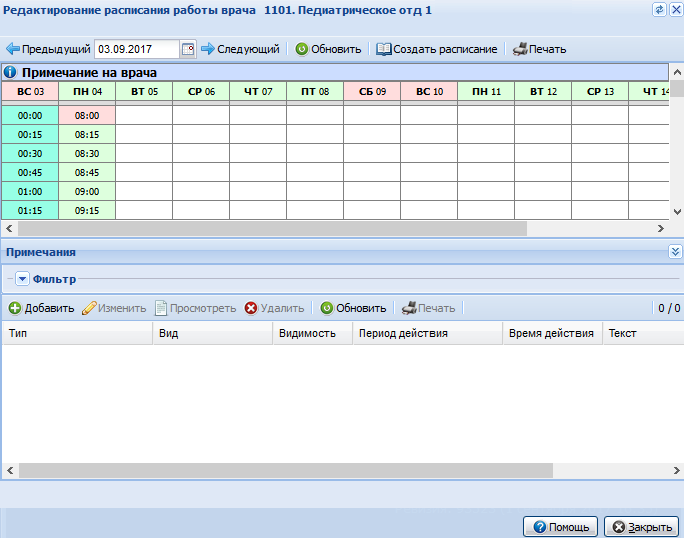 Редактирование расписания работы врача 1101. Педиатрическое отд 1
Предыдущий 03.09.2017 Следующий Обновить Создать расписание Печать
Примечание на врача
ВС 03 ПН 04 ВТ 05 СР 06 ЧТ 07 ПТ 08 СБ 09 ВС 10 ПН 11 ВТ 12 СР 13 ЧТ 14
00:00 08:00
00:15 08:15
00:30 08:30
00:45 08:45
01:00 09:00
01:15 09:15
Примечания
Фильтр
Добавить Изменить Просмотреть Удалить Обновить Печать 0 / 0
Тип Вид Видимость Период действия Время действия Текст
Помощь Закрыть